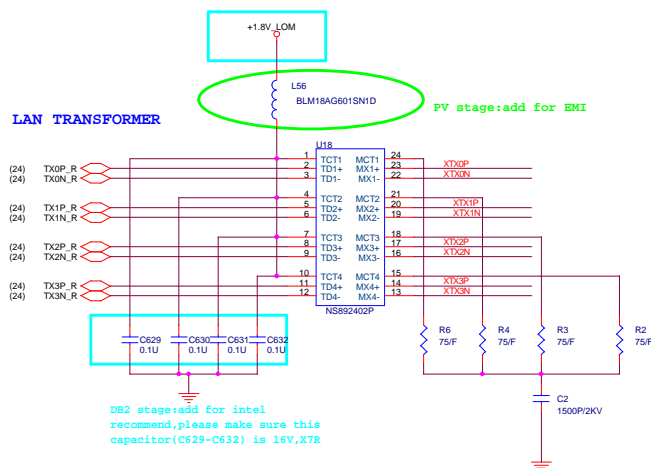 +1.8V_LOM
L56
BLM18AG601SN1D
PV stage:add for EMI
LAN TRANSFORMER
U18
1 TCT1 MCT1 24
(24) TX0P_R 2 TD1+ MX1+ 23 XTX0P
(24) TX0N_R 3 TD1- MX1- 22 XTX0N
4 TCT2 MCT2 21
(24) TX1P_R 5 TD2+ MX2+ 20 XTX1P
(24) TX1N_R 6 TD2- MX2- 19 XTX1N
7 TCT3 MCT3 18
(24) TX2P_R 8 TD3+ MX3+ 17 XTX2P
(24) TX2N_R 9 TD3- MX3- 16 XTX2N
10 TCT4 MCT4 15
(24) TX3P_R 11 TD4+ MX4+ 14 XTX3P
(24) TX3N_R 12 TD4- MX4- 13 XTX3N
NS892402P
C629 C630 C631 C632
0.1U 0.1U 0.1U 0.1U
R6 R4 R3 R2
75/F 75/F 75/F 75/F
C2
1500P/2KV
DB2 stage:add for intel
recommend,please make sure this
capacitor(C629-C632) is 16V,X7R